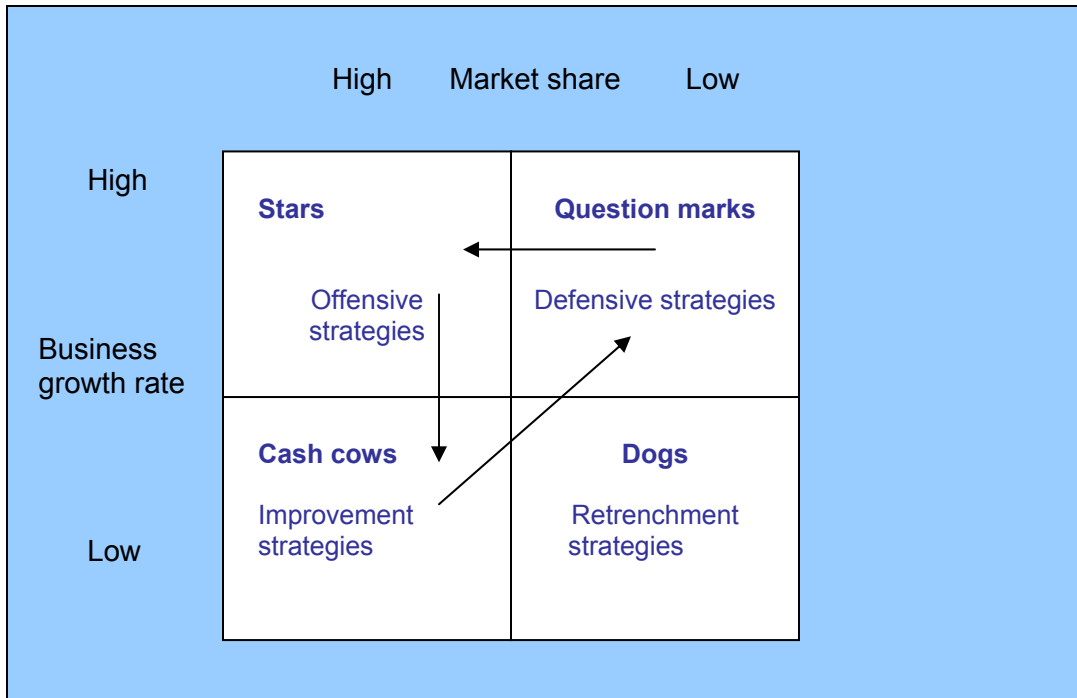 High Market share Low
High
Stars
Question marks
Offensive
strategies
Defensive strategies
Business
growth rate
Cash cows
Dogs
Improvement
strategies
Retrenchment
strategies
Low